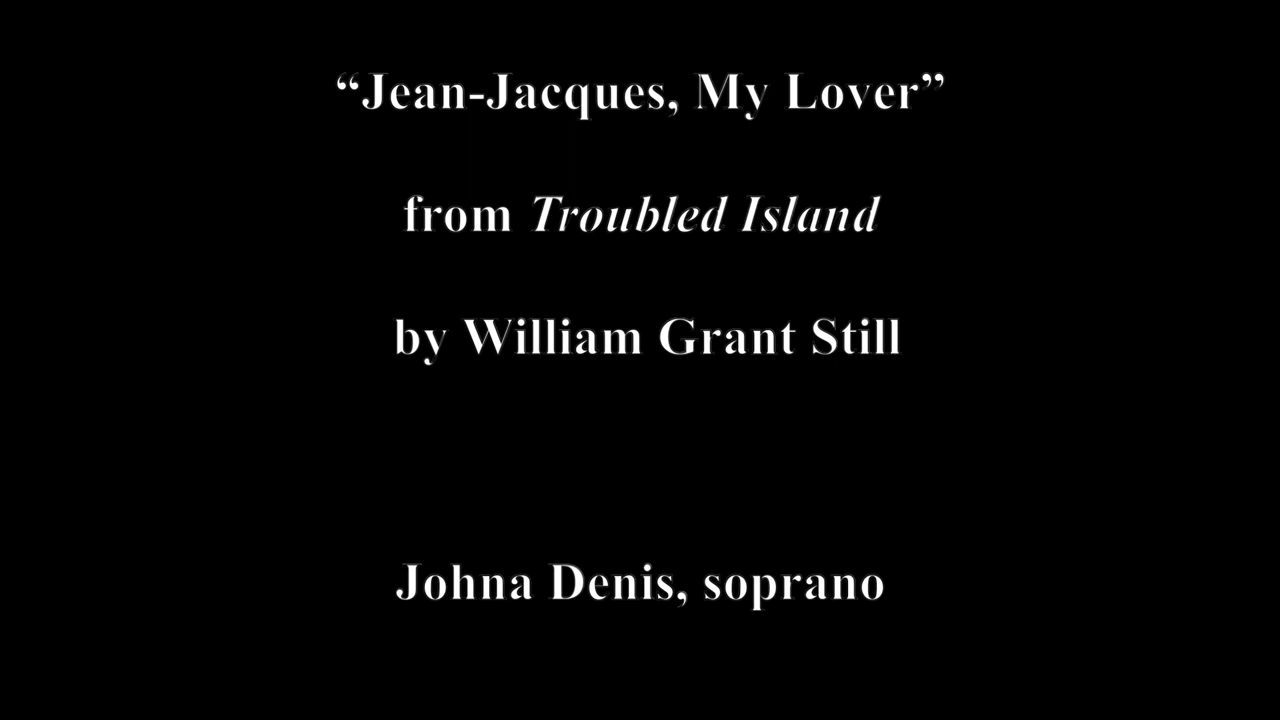 “Jean-Jacques, My Lover”
from Troubled Island
by William Grant Still
Johna Denis, soprano